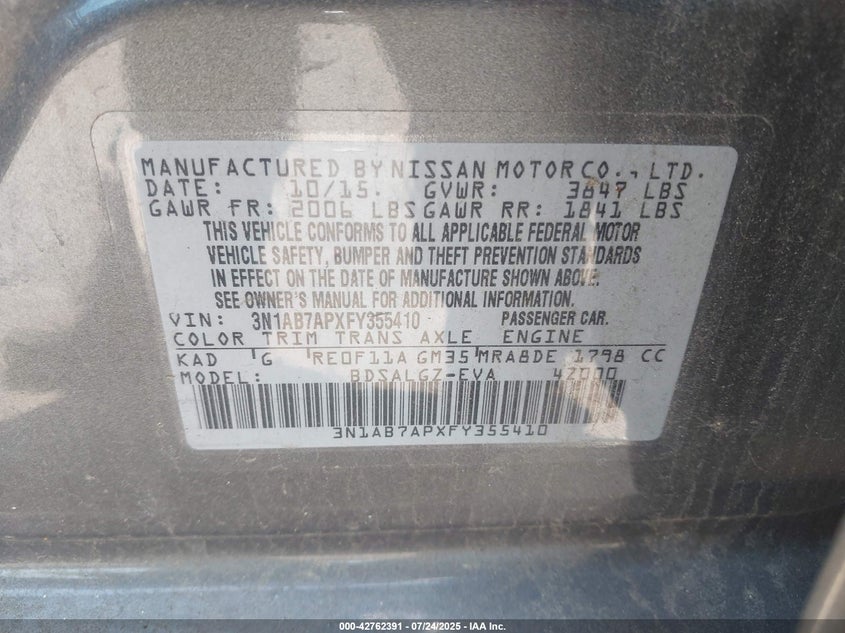 MANUFACTURED BY NISSAN MOTOR CO., LTD.
DATE: 10/15. GVWR: 3847 LBS
GAWR FR: 2006 LBS GAWR RR: 1841 LBS
THIS VEHICLE CONFORMS TO ALL APPLICABLE FEDERAL MOTOR
VEHICLE SAFETY, BUMPER AND THEFT PREVENTION STANDARDS
IN EFFECT ON THE DATE OF MANUFACTURE SHOWN ABOVE.
SEE OWNER'S MANUAL FOR ADDITIONAL INFORMATION.
VIN: 3N1AB7APXFY355410 PASSENGER CAR.
COLOR TRIM TRANS AXLE ENGINE
KAD G RE0F11A GM35 MRA8DE 1798 CC
MODEL: BDSALGZ-EVA 47000
3N1AB7APXFY355410
000-42762391 - 07/24/2025 - IAA Inc.